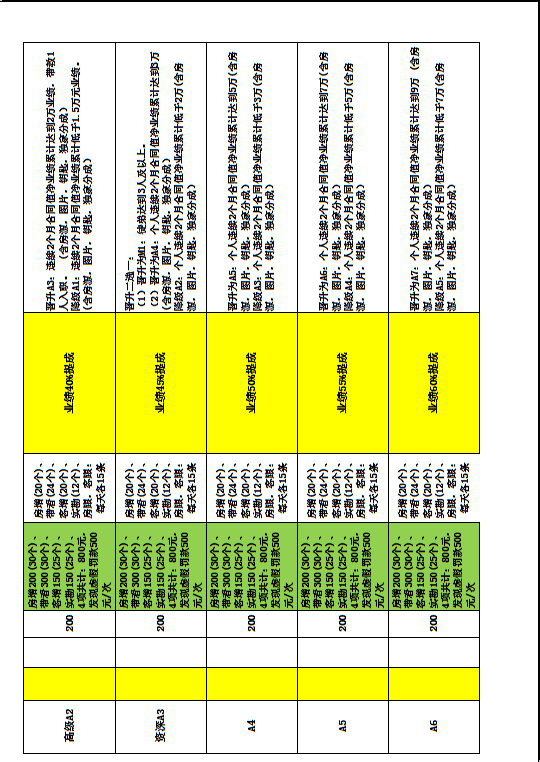 高级A2
200
房增200（30个）、
带看300（30个）、
客增150（25个）、
实勘150（25个）、
4项共计：800元、
发现虚假罚款500
元/次
房增（20个）、
带看（24个）、
客增（20个）、
实勘（12个）、
房跟、客跟：
每天各15条
业绩40%提成
晋升A3：连续2个月合同值净业绩累计达到2万业绩，带教1
人入职。（含房源、图片、钥匙、独家分成）
降级A1：连续2个月合同值净业绩累计低于1.5万元业绩。
（含房源、图片、钥匙、独家分成）
资深A3
200
房增200（30个）、
带看300（30个）、
客增150（25个）、
实勘150（25个）、
4项共计：800元、
发现虚假罚款500
元/次
房增（20个）、
带看（24个）、
客增（20个）、
实勘（12个）、
房跟、客跟：
每天各15条
业绩45%提成
晋升二选一：
（1）晋升为M1：徒弟达到3人及以上。
（2）晋升为A4：个人连续2个月合同值净业绩累计达到3万
（含房源、图片、钥匙、独家分成）
降级A2：个人连续2个月合同值净业绩累计低于2万（含房
源、图片、钥匙、独家分成）
A4
200
房增200（30个）、
带看300（30个）、
客增150（25个）、
实勘150（25个）、
4项共计：800元、
发现虚假罚款500
元/次
房增（20个）、
带看（24个）、
客增（20个）、
实勘（12个）、
房跟、客跟：
每天各15条
业绩50%提成
晋升为A5：个人连续2个月合同值净业绩累计达到5万（含房
源、图片、钥匙、独家分成）
降级A3：个人连续2个月合同值净业绩累计低于3万（含房
源、图片、钥匙、独家分成）
A5
200
房增200（30个）、
带看300（30个）、
客增150（25个）、
实勘150（25个）、
4项共计：800元、
发现虚假罚款500
元/次
房增（20个）、
带看（24个）、
客增（20个）、
实勘（12个）、
房跟、客跟：
每天各15条
业绩55%提成
晋升为A6：个人连续2个月合同值净业绩累计达到7万（含房
源、图片、钥匙、独家分成）
降级A4：个人连续2个月合同值净业绩累计低于5万（含房
源、图片、钥匙、独家分成）
A6
200
房增200（30个）、
带看300（30个）、
客增150（25个）、
实勘150（25个）、
4项共计：800元、
发现虚假罚款500
元/次
房增（20个）、
带看（24个）、
客增（20个）、
实勘（12个）、
房跟、客跟：
每天各15条
业绩60%提成
晋升为A7：个人连续2个月合同值净业绩累计达到9万（含房
源、图片、钥匙、独家分成）
降级A5：个人连续2个月合同值净业绩累计低于7万（含房
源、图片、钥匙、独家分成）